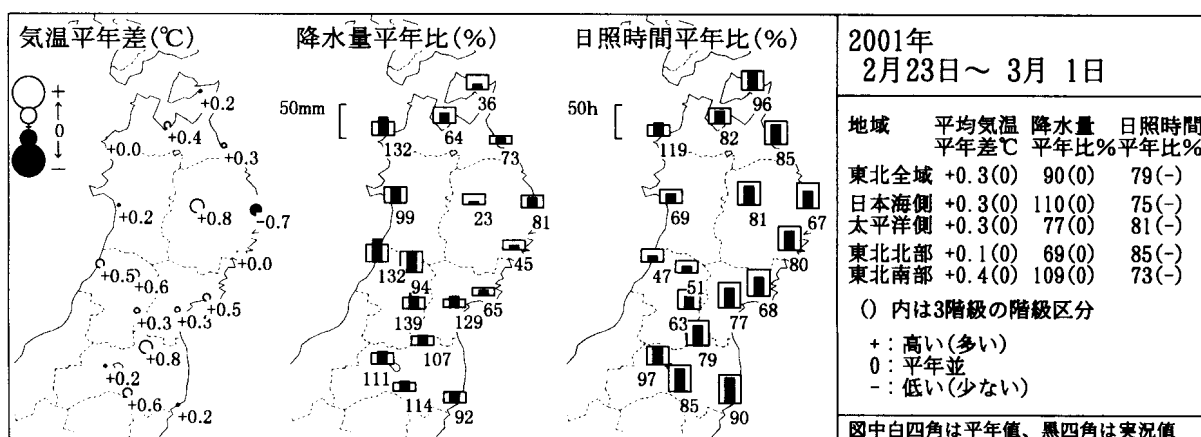 気温平年差(℃)
+
↑
0
↓
−
+0.2
+0.4
+0.0
+0.3
+0.2
+0.8
−0.7
+0.0
+0.5
+0.6
+0.5
+0.3
+0.8
+0.2
+0.6
+0.2
降水量平年比(%)
50mm
36
64
132
73
99
23
81
132
94
45
65
139
129
107
111
114
92
日照時間平年比(%)
50h
96
82
119
85
69
81
67
80
47
51
68
63
77
79
97
85
90
2001年
2月23日～ 3月 1日
地域 平均気温 降水量 日照時間
平年差℃ 平年比% 平年比%
東北全域 +0.3(0) 90(0) 79(-)
日本海側 +0.3(0) 110(0) 75(-)
太平洋側 +0.3(0) 77(0) 81(-)
東北北部 +0.1(0) 69(0) 85(-)
東北南部 +0.4(0) 109(0) 73(-)
() 内は3階級の階級区分
+ : 高い(多い)
0 : 平年並
- : 低い(少ない)
図中白四角は平年値、黒四角は実況値